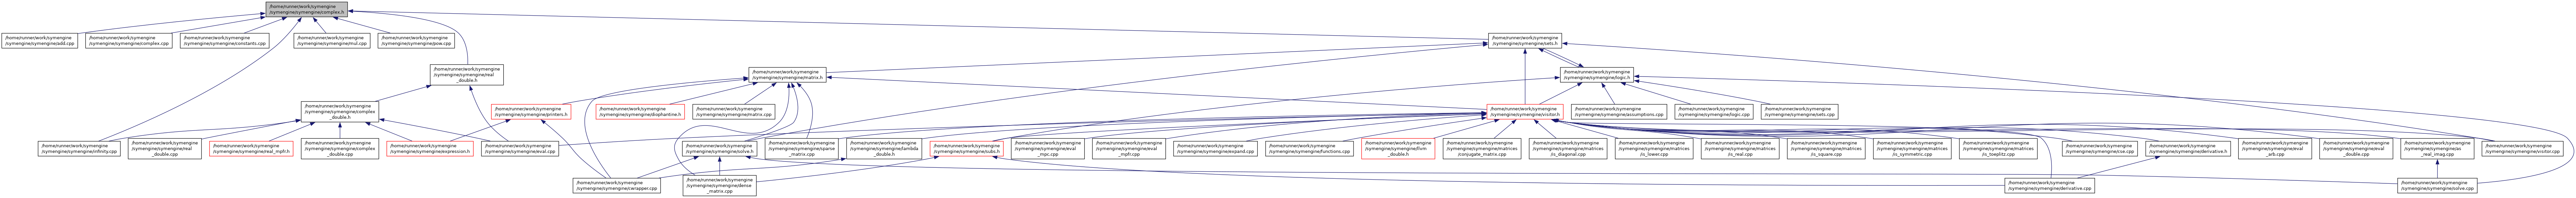 /home/runner/work/symengine
/symengine/symengine/complex.h
/home/runner/work/symengine
/symengine/symengine/add.cpp
/home/runner/work/symengine
/symengine/symengine/complex.cpp
/home/runner/work/symengine
/symengine/symengine/constants.cpp
/home/runner/work/symengine
/symengine/symengine/mul.cpp
/home/runner/work/symengine
/symengine/symengine/pow.cpp
/home/runner/work/symengine
/symengine/symengine/sets.h
/home/runner/work/symengine
/symengine/symengine/real
_double.h
/home/runner/work/symengine
/symengine/symengine/matrix.h
/home/runner/work/symengine
/symengine/symengine/logic.h
/home/runner/work/symengine
/symengine/symengine/complex
_double.h
/home/runner/work/symengine
/symengine/symengine/printers.h
/home/runner/work/symengine
/symengine/symengine/diophantine.h
/home/runner/work/symengine
/symengine/symengine/matrix.cpp
/home/runner/work/symengine
/symengine/symengine/visitor.h
/home/runner/work/symengine
/symengine/symengine/assumptions.cpp
/home/runner/work/symengine
/symengine/symengine/logic.cpp
/home/runner/work/symengine
/symengine/symengine/sets.cpp
/home/runner/work/symengine
/symengine/symengine/infinity.cpp
/home/runner/work/symengine
/symengine/symengine/real
_double.cpp
/home/runner/work/symengine
/symengine/symengine/real_mpfr.h
/home/runner/work/symengine
/symengine/symengine/complex
_double.cpp
/home/runner/work/symengine
/symengine/symengine/expression.h
/home/runner/work/symengine
/symengine/symengine/eval.cpp
/home/runner/work/symengine
/symengine/symengine/solve.h
/home/runner/work/symengine
/symengine/symengine/sparse
_matrix.cpp
/home/runner/work/symengine
/symengine/symengine/lambda
_double.h
/home/runner/work/symengine
/symengine/symengine/subs.h
/home/runner/work/symengine
/symengine/symengine/eval
_mpc.cpp
/home/runner/work/symengine
/symengine/symengine/eval
_mpfr.cpp
/home/runner/work/symengine
/symengine/symengine/expand.cpp
/home/runner/work/symengine
/symengine/symengine/functions.cpp
/home/runner/work/symengine
/symengine/symengine/llvm
_double.h
/home/runner/work/symengine
/symengine/symengine/matrices
/conjugate_matrix.cpp
/home/runner/work/symengine
/symengine/symengine/matrices
/is_diagonal.cpp
/home/runner/work/symengine
/symengine/symengine/matrices
/is_lower.cpp
/home/runner/work/symengine
/symengine/symengine/matrices
/is_real.cpp
/home/runner/work/symengine
/symengine/symengine/matrices
/is_square.cpp
/home/runner/work/symengine
/symengine/symengine/matrices
/is_symmetric.cpp
/home/runner/work/symengine
/symengine/symengine/matrices
/is_toeplitz.cpp
/home/runner/work/symengine
/symengine/symengine/cse.cpp
/home/runner/work/symengine
/symengine/symengine/derivative.h
/home/runner/work/symengine
/symengine/symengine/eval
_arb.cpp
/home/runner/work/symengine
/symengine/symengine/eval
_double.cpp
/home/runner/work/symengine
/symengine/symengine/as
_real_imag.cpp
/home/runner/work/symengine
/symengine/symengine/visitor.cpp
/home/runner/work/symengine
/symengine/symengine/cwrapper.cpp
/home/runner/work/symengine
/symengine/symengine/dense
_matrix.cpp
/home/runner/work/symengine
/symengine/symengine/derivative.cpp
/home/runner/work/symengine
/symengine/symengine/solve.cpp